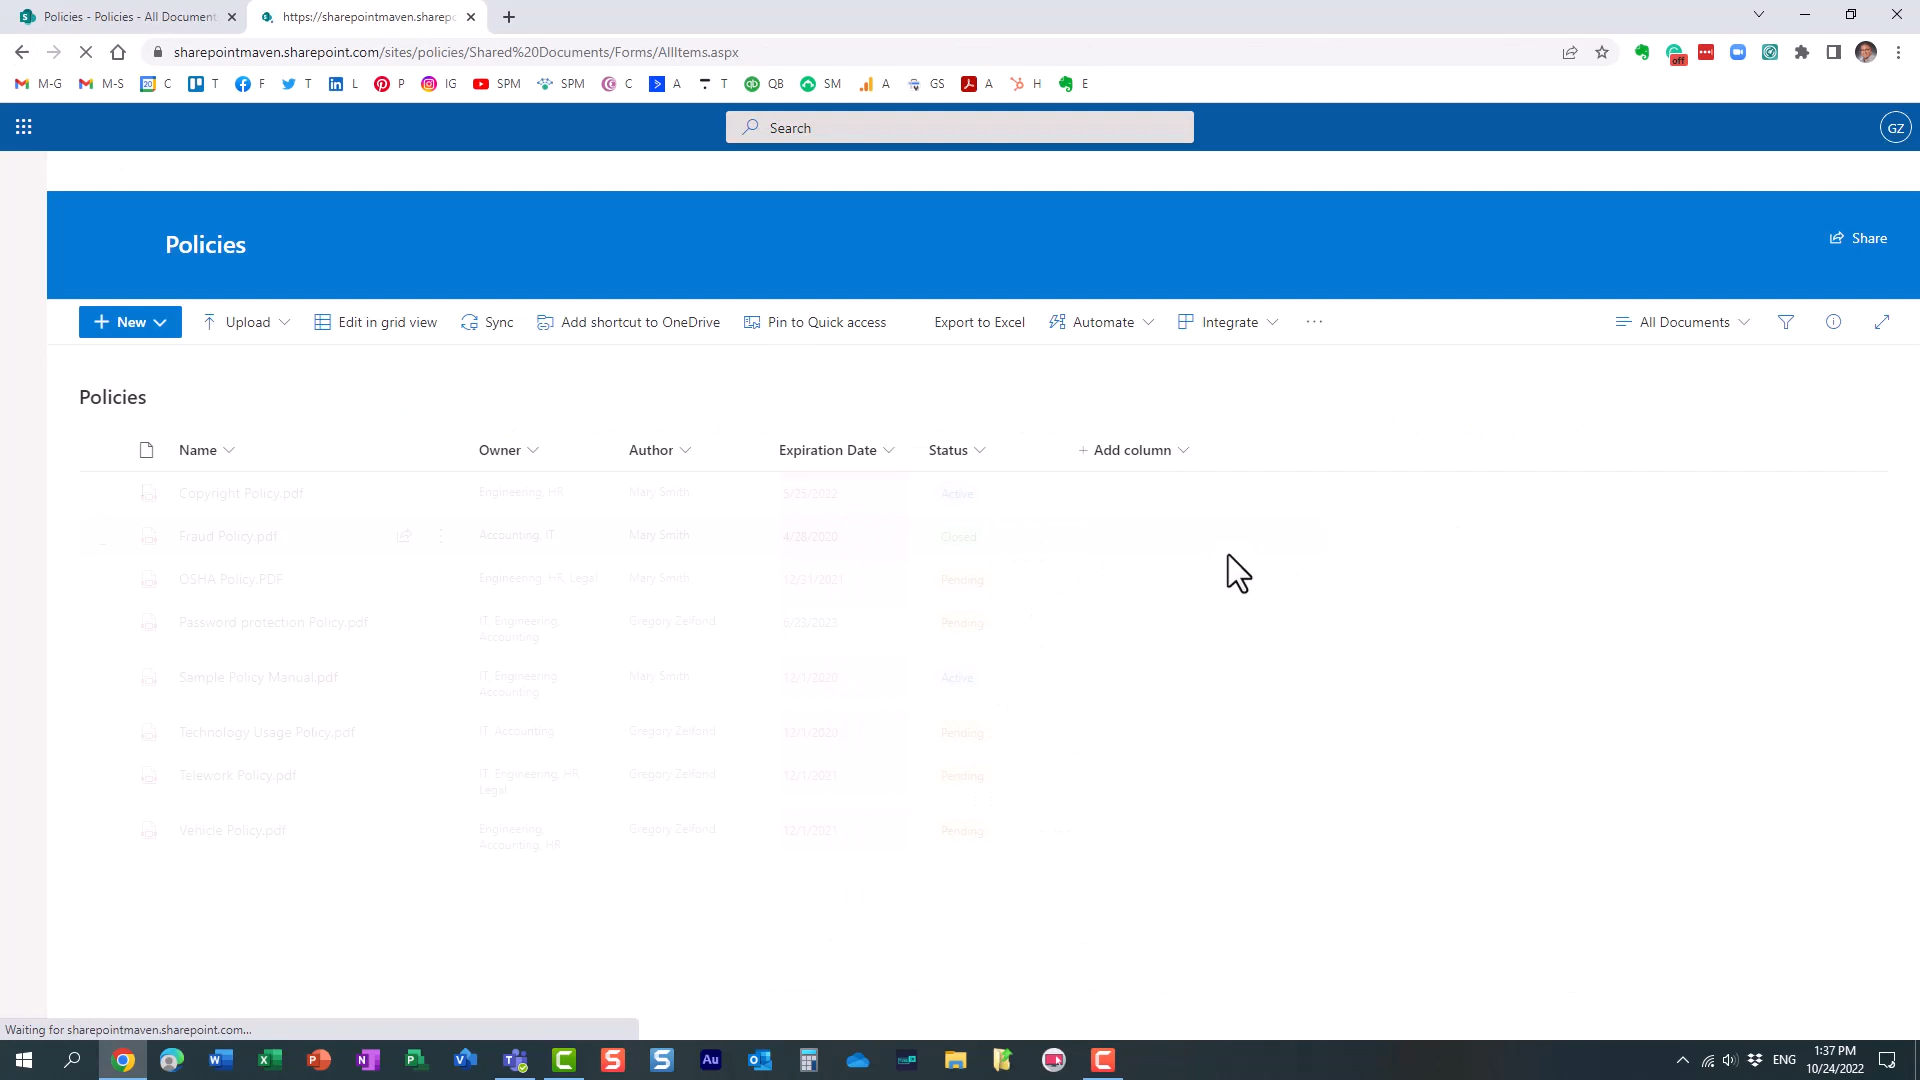 Policies - Policies - All Document
https://sharepointmaven.sharepo
sharepointmaven.sharepoint.com/sites/policies/Shared%20Documents/Forms/AllItems.aspx
off
M-G M-S 20 C T F T L P IG SPM SPM C A T QB SM A GS A H E
Search
GZ
Policies
Share
New Upload Edit in grid view Sync Add shortcut to OneDrive Pin to Quick access Export to Excel Automate Integrate ··· All Documents
Policies
Name Owner Author Expiration Date Status + Add column
Copyright Policy.pdf Engineering, HR Mary Smith 5/25/2022 Active
Fraud Policy.pdf Accounting, IT Mary Smith 4/28/2020 Closed
OSHA Policy.PDF Engineering, HR, Legal Mary Smith 12/31/2021 Pending
Password protection Policy.pdf IT, Engineering, Gregory Zelfond 6/23/2023 Pending
Accounting
Sample Policy Manual.pdf IT, Engineering, Mary Smith 12/1/2020 Active
Accounting
Technology Usage Policy.pdf IT, Accounting Gregory Zelfond 12/1/2020 Pending
Telework Policy.pdf IT, Engineering, HR, Gregory Zelfond 12/1/2021 Pending
Legal
Vehicle Policy.pdf Engineering, Gregory Zelfond 12/1/2021 Pending
Accounting, HR
Waiting for sharepointmaven.sharepoint.com...
Au
ENG
1:37 PM
10/24/2022